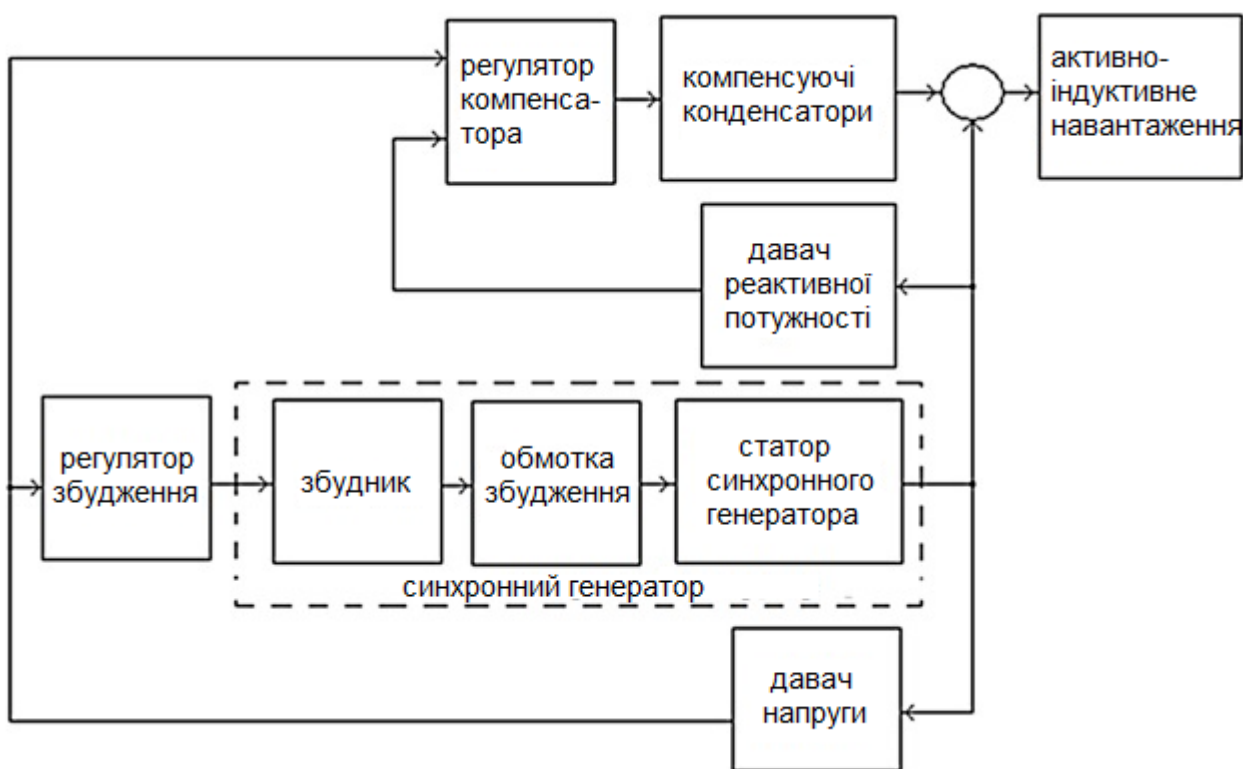 регулятор
компенса-
тора
компенсуючі
конденсатори
активно-
індуктивне
навантаження
давач
реактивної
потужності
регулятор
збудження
збудник
обмотка
збудження
статор
синхронного
генератора
синхронний генератор
давач
напруги